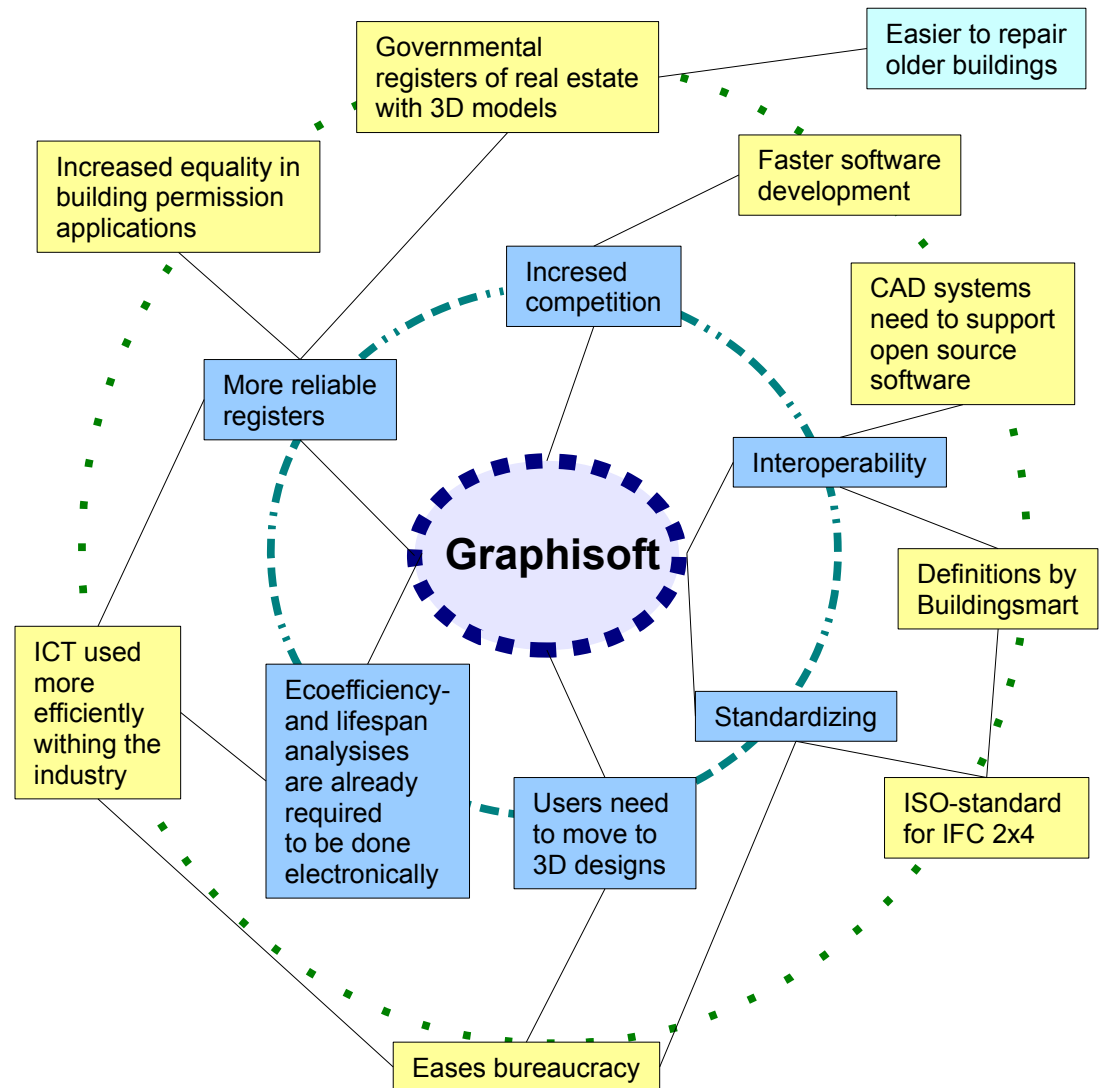 Governmental
registers of real estate
with 3D models
Easier to repair
older buildings
Increased equality in
building permission
applications
Faster software
development
Incresed
competition
CAD systems
need to support
open source
software
More reliable
registers
Interoperability
Graphisoft
Definitions by
Buildingsmart
ICT used
more
efficiently
withing the
industry
Ecoefficiency-
and lifespan
analysises
are already
required
to be done
electronically
Standardizing
Users need
to move to
3D designs
ISO-standard
for IFC 2x4
Eases bureaucracy